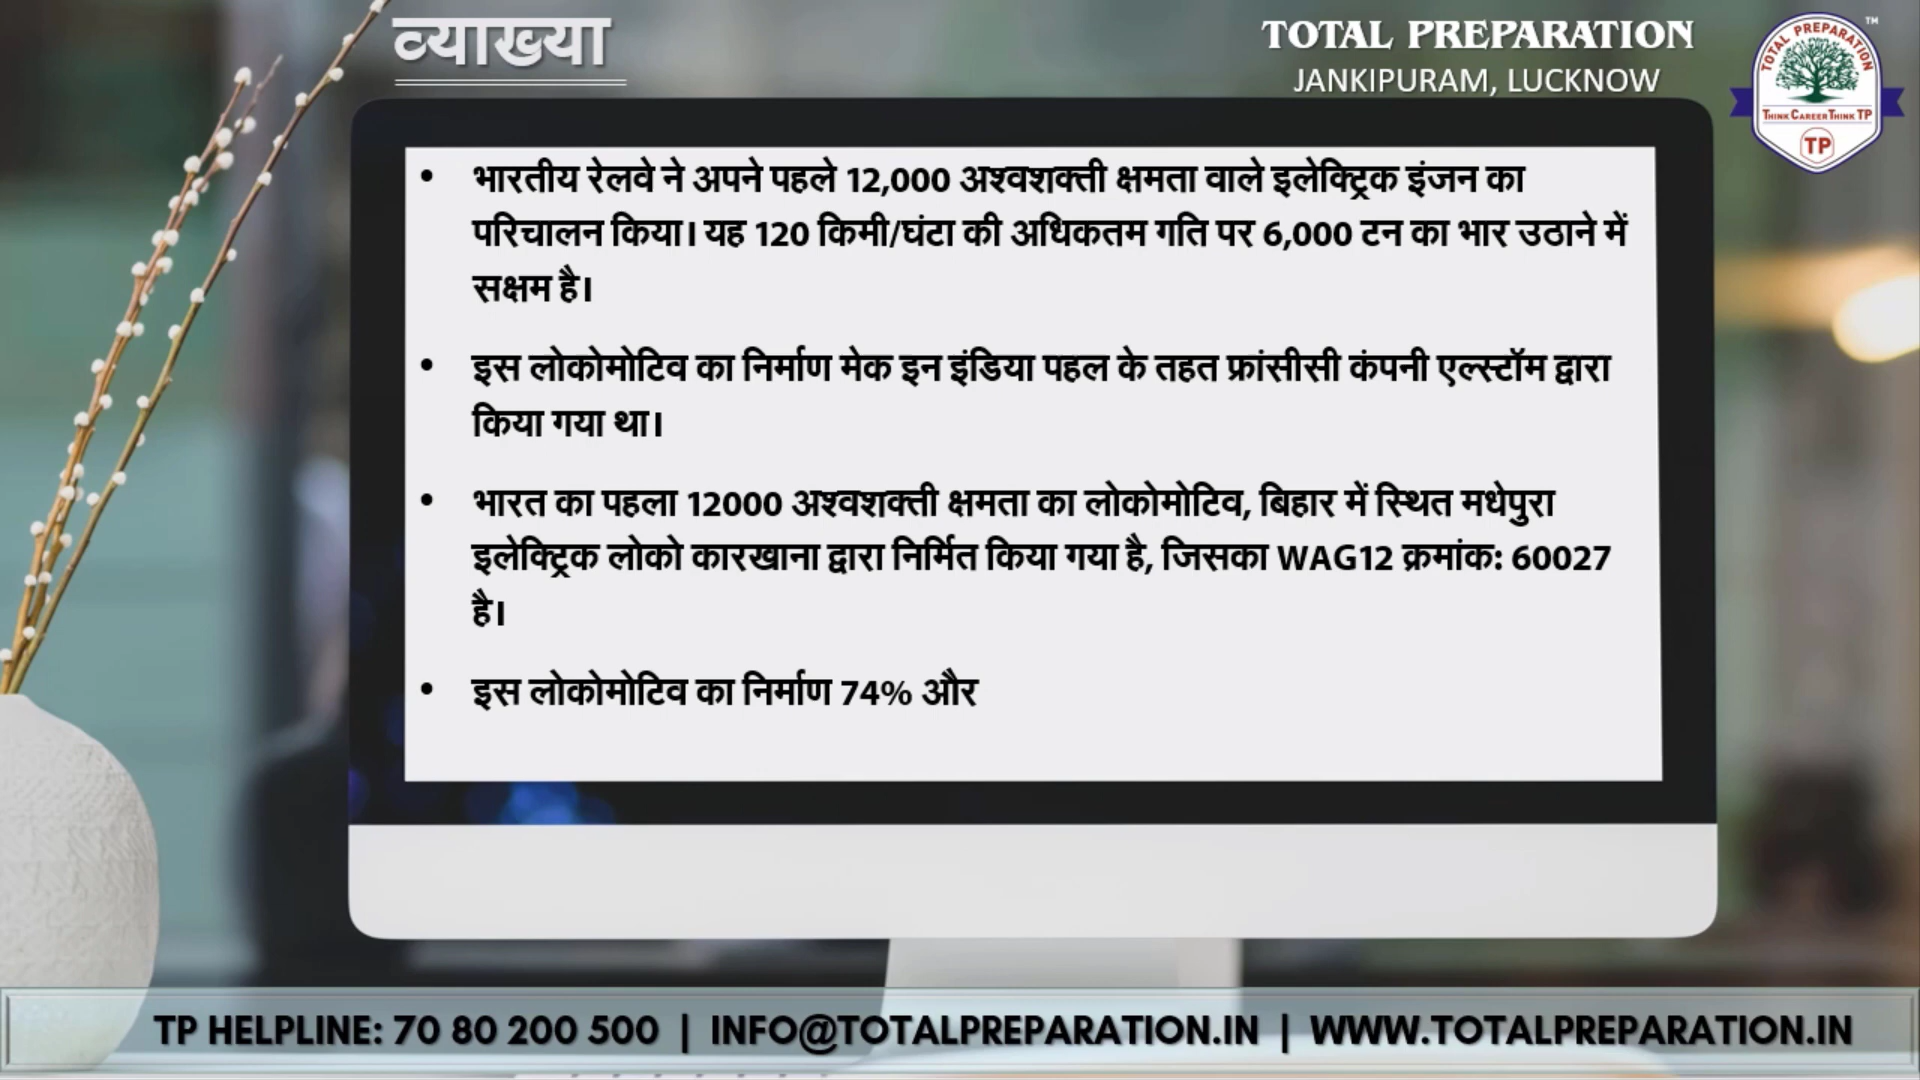 व्याख्या
TOTAL PREPARATION
JANKIPURAM, LUCKNOW
TM
TOTAL PREPARATION
THINK CAREER THINK TP
TP
• भारतीय रेलवे ने अपने पहले 12,000 अश्वशक्ती क्षमता वाले इलेक्ट्रिक इंजन का
परिचालन किया। यह 120 किमी/घंटा की अधिकतम गति पर 6,000 टन का भार उठाने में
सक्षम है।
• इस लोकोमोटिव का निर्माण मेक इन इंडिया पहल के तहत फ्रांसीसी कंपनी एल्स्टॉम द्वारा
किया गया था।
• भारत का पहला 12000 अश्वशक्ती क्षमता का लोकोमोटिव, बिहार में स्थित मधेपुरा
इलेक्ट्रिक लोको कारखाना द्वारा निर्मित किया गया है, जिसका WAG12 क्रमांक: 60027
है।
• इस लोकोमोटिव का निर्माण 74% और
TP HELPLINE: 70 80 200 500 | INFO@TOTALPREPARATION.IN | WWW.TOTALPREPARATION.IN